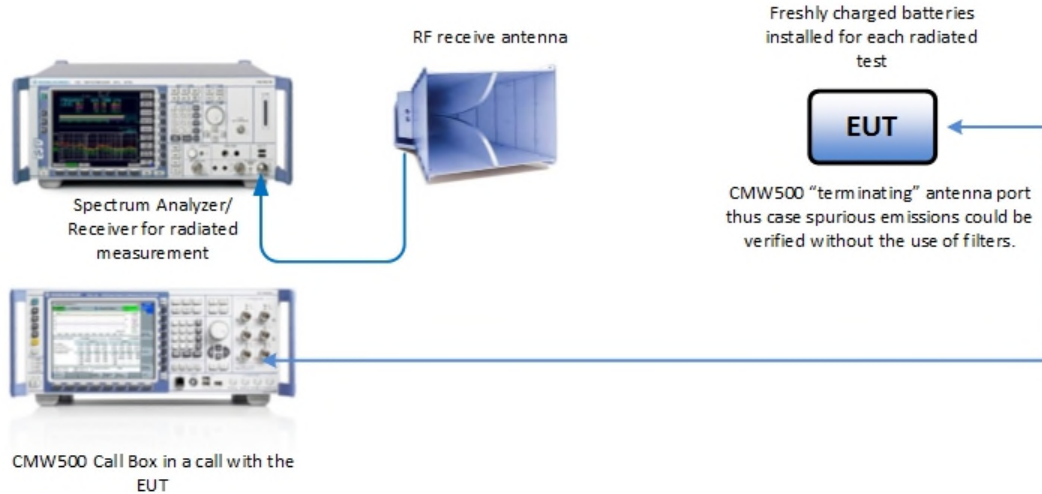 Freshly charged batteries
installed for each radiated
test
RF receive antenna
EUT
Spectrum Analyzer/
Receiver for radiated
measurement
CMW500 “terminating” antenna port
thus case spurious emissions could be
verified without the use of filters.
CMW500 Call Box in a call with the
EUT